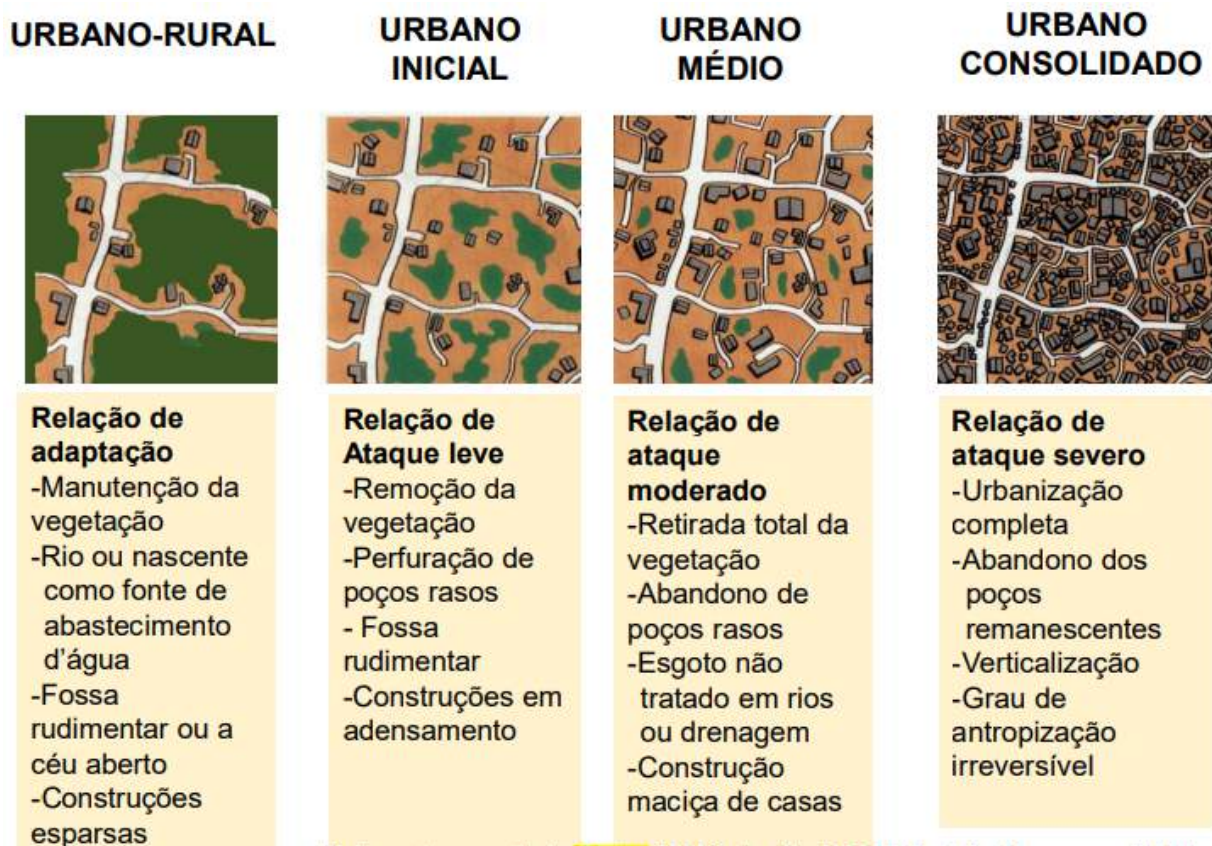 URBANO-RURAL
URBANO
INICIAL
URBANO
MÉDIO
URBANO
CONSOLIDADO
Relação de
adaptação
-Manutenção da
vegetação
-Rio ou nascente
como fonte de
abastecimento
d'água
-Fossa
rudimentar ou a
céu aberto
-Construções
esparsas
Relação de
Ataque leve
-Remoção da
vegetação
-Perfuração de
poços rasos
- Fossa
rudimentar
-Construções em
adensamento
Relação de
ataque
moderado
-Retirada total da
vegetação
-Abandono de
poços rasos
-Esgoto não
tratado em rios
ou drenagem
-Construção
maciça de casas
Relação de
ataque severo
-Urbanização
completa
-Abandono dos
poços
remanescentes
-Verticalização
-Grau de
antropização
irreversível